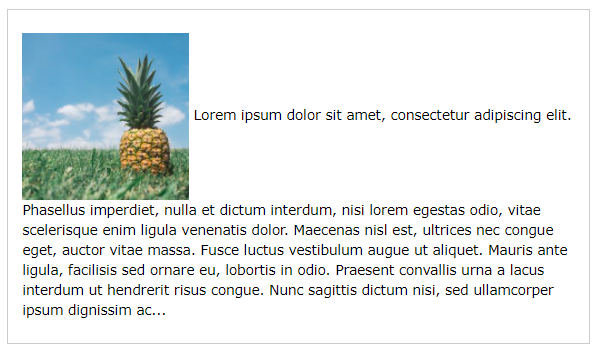 Lorem ipsum dolor sit amet, consectetur adipiscing elit.
Phasellus imperdiet, nulla et dictum interdum, nisi lorem egestas odio, vitae
scelerisque enim ligula venenatis dolor. Maecenas nisl est, ultrices nec congue
eget, auctor vitae massa. Fusce luctus vestibulum augue ut aliquet. Mauris ante
ligula, facilisis sed ornare eu, lobortis in odio. Praesent convallis urna a lacus
interdum ut hendrerit risus congue. Nunc sagittis dictum nisi, sed ullamcorper
ipsum dignissim ac...